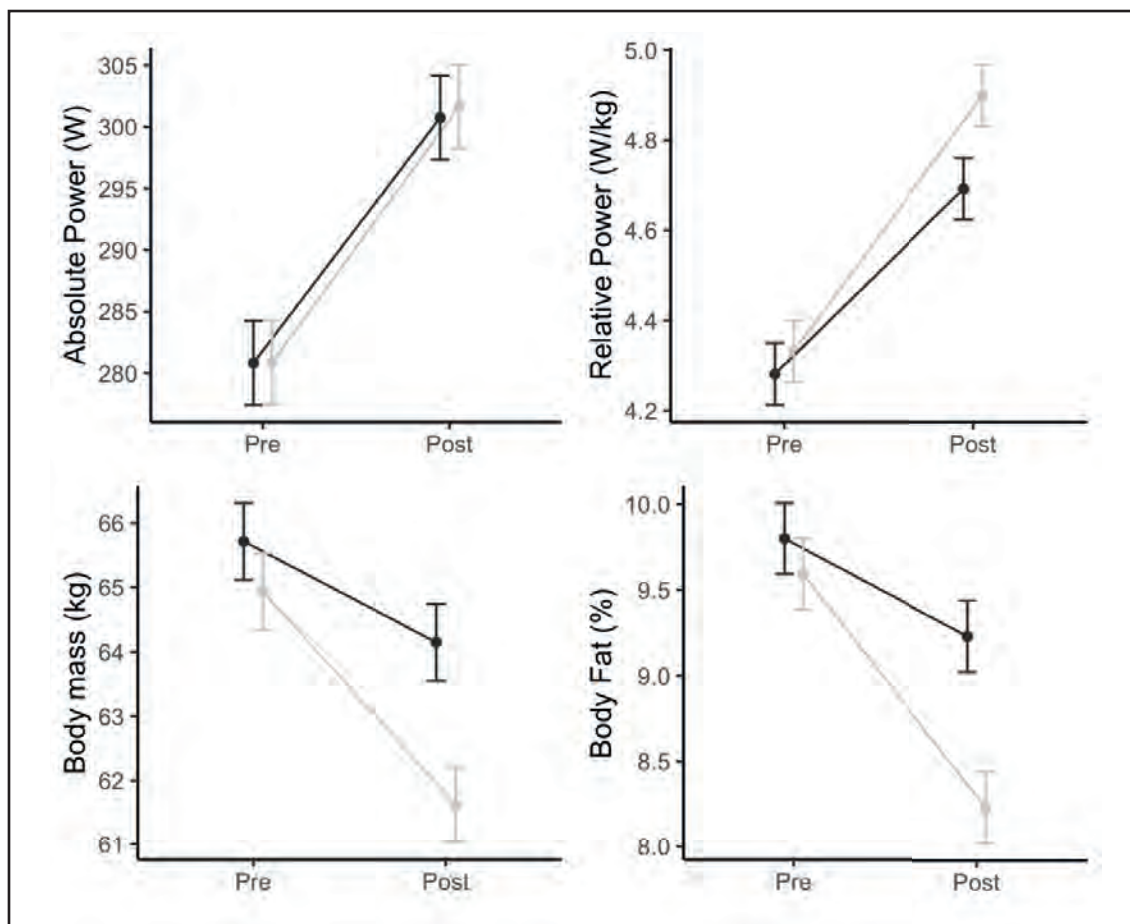 Absolute Power (W)
305
300
295
290
285
280
Pre
Post
Relative Power (W/kg)
5.0
4.8
4.6
4.4
4.2
Pre
Post
Body mass (kg)
66
65
64
63
62
61
Pre
Post
Body Fat (%)
10.0
9.5
9.0
8.5
8.0
Pre
Post